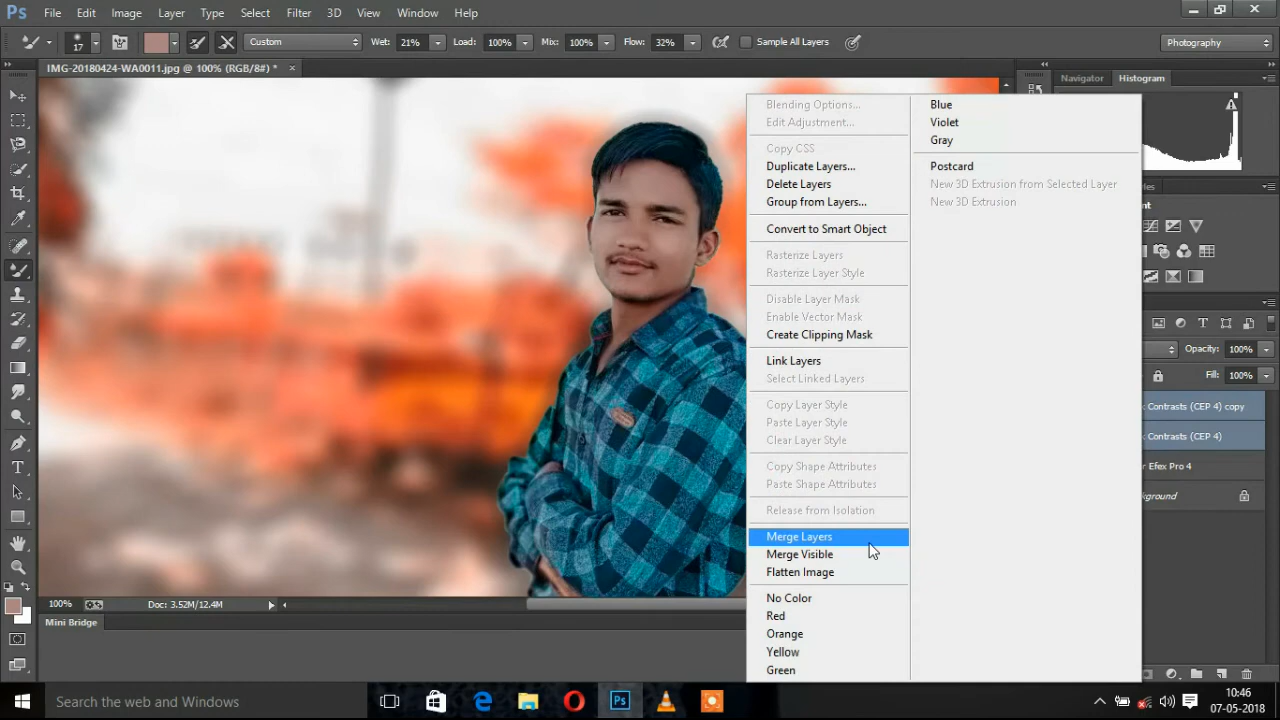 Ps File Edit Image Layer Type Select Filter 3D View Window Help
17 Custom Wet: 21% Load: 100% Mix: 100% Flow: 32% Sample All Layers Photography
IMG-20180424-WA0011.jpg @ 100% (RGB/8#) * ×
Navigator Histogram
Blending Options...
Edit Adjustment...
Copy CSS
Duplicate Layers...
Delete Layers
Group from Layers...
Convert to Smart Object
Rasterize Layers
Rasterize Layer Style
Disable Layer Mask
Enable Vector Mask
Create Clipping Mask
Link Layers
Select Linked Layers
Copy Layer Style
Paste Layer Style
Clear Layer Style
Copy Shape Attributes
Paste Shape Attributes
Release from Isolation
Merge Layers
Merge Visible
Flatten Image
No Color
Red
Orange
Yellow
Green
Blue
Violet
Gray
Postcard
New 3D Extrusion from Selected Layer
New 3D Extrusion
Opacity: 100%
Fill: 100%
Contrasts (CEP 4) copy
Contrasts (CEP 4)
Efex Pro 4
100% Doc: 3.52M/12.4M
Mini Bridge
Search the web and Windows
Ps
10:46
07-05-2018